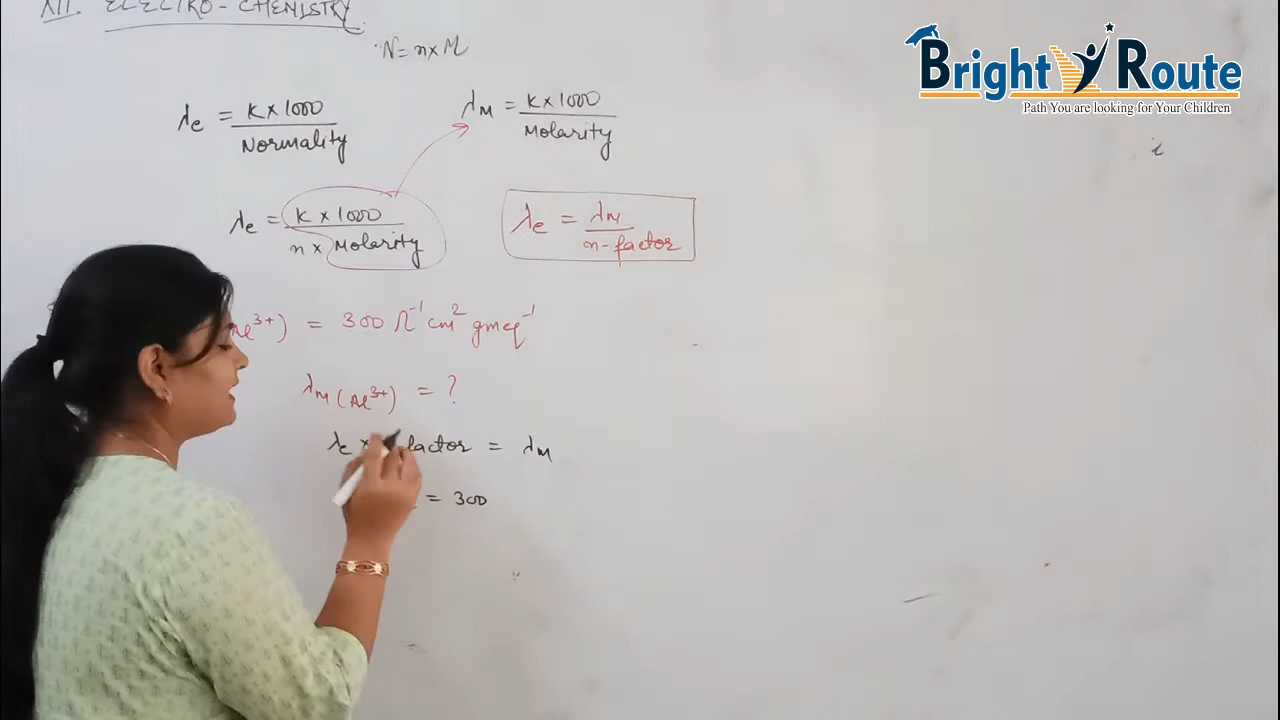 XII. ELECTRO-CHEMISTRY
N = n × M
λe = K × 1000 / Normality
λM = K × 1000 / Molarity
λe = K × 1000 / n × Molarity
λe = λM / n-factor
(Al³⁺) = 300 Ω⁻¹ cm² gmeq⁻¹
λM (Al³⁺) = ?
λe × factor = λM
= 300
i
Bright Route
Path You are looking for Your Children